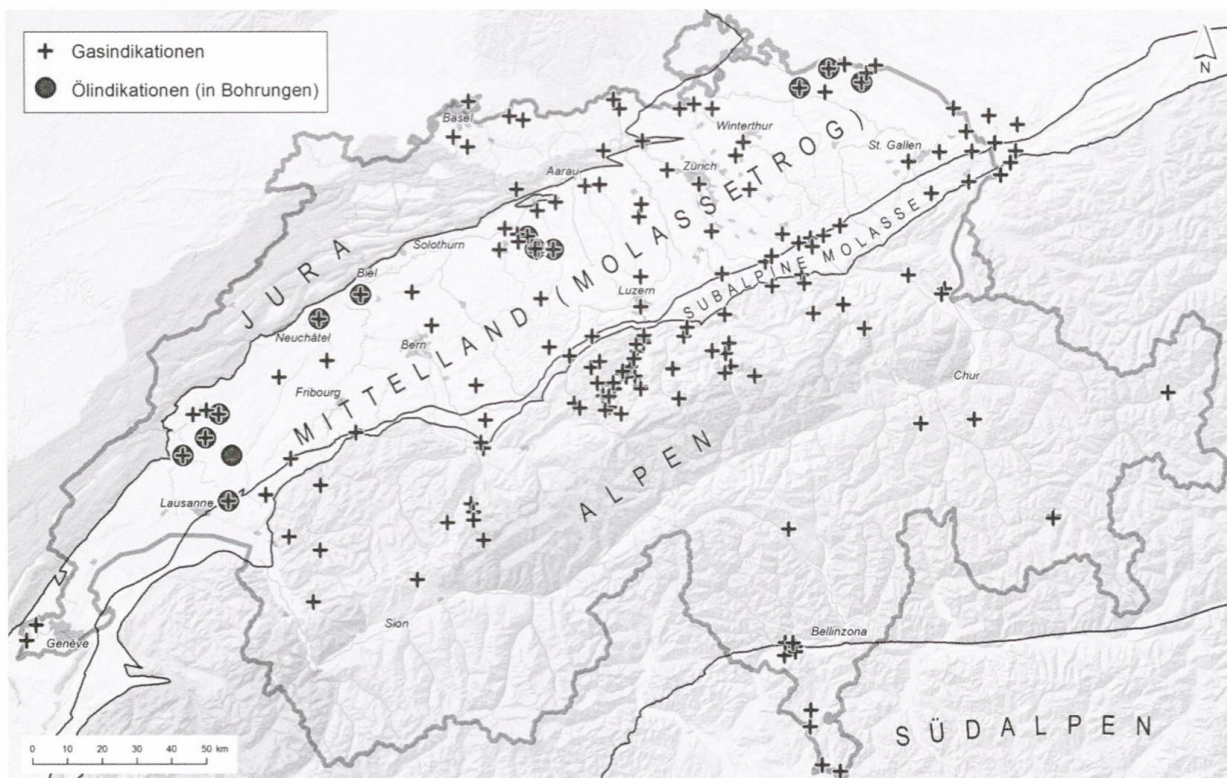 Gasindikationen
Ölindikationen (in Bohrungen)
N
Basel
Winterthur
St. Gallen
Aarau
Zürich
Solothurn
Biel
Luzern
Neuchâtel
Bern
Fribourg
Chur
Lausanne
Sion
Bellinzona
Genève
JURA
MITTELLAND (MOLASSETROG)
SUBALPINE MOLASSE
ALPEN
SÜDALPEN
0 10 20 30 40 50 km